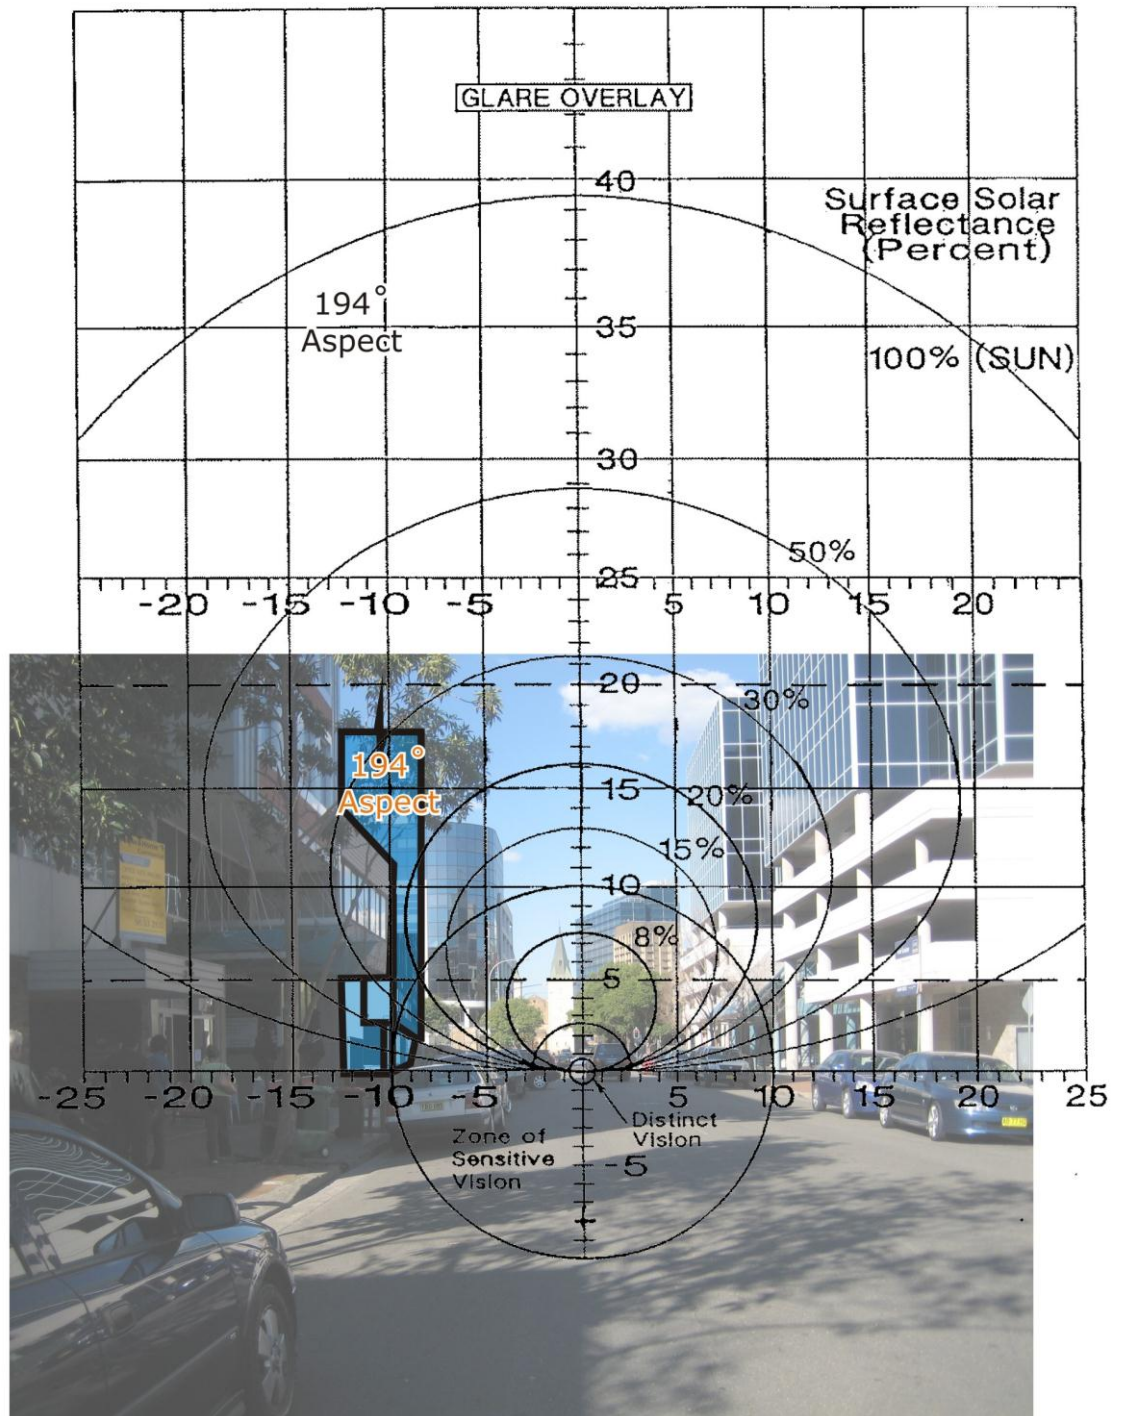 GLARE OVERLAY
40
Surface Solar
Reflectance
(Percent)
194°
Aspect
35
100% (SUN)
30
50%
25
-20 -15 -10 -5 5 10 15 20
20
30%
194°
Aspect
15
20%
15%
10
8%
5
-25 -20 -15 -10 -5 5 10 15 20 25
Distinct
Vision
Zone of
Sensitive
Vision
-5